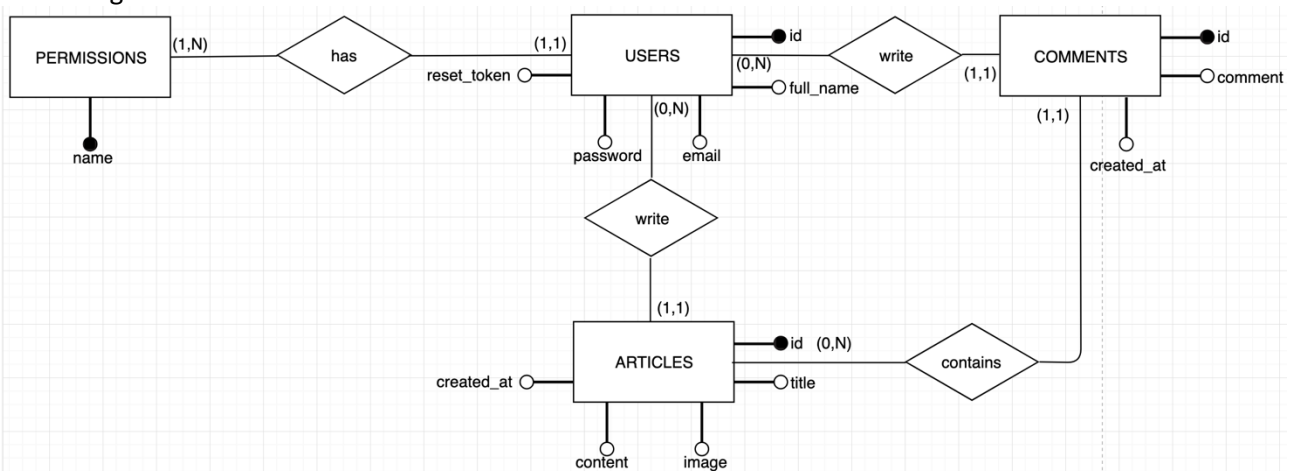 g
PERMISSIONS
(1,N)
has
(1,1)
USERS
id
(0,N)
write
(1,1)
COMMENTS
id
reset_token
full_name
comment
(0,N)
(1,1)
name
password
email
created_at
write
(1,1)
ARTICLES
id
(0,N)
contains
created_at
title
content
image